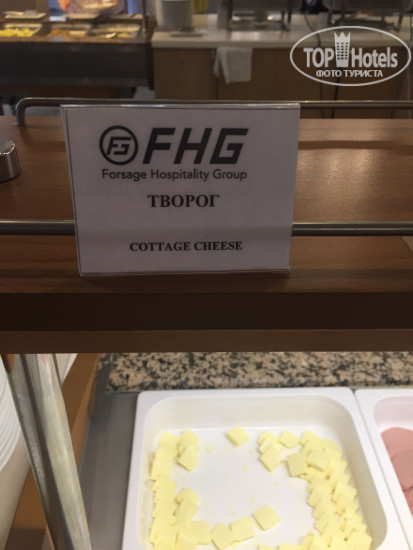 TOP Hotels
ФОТО ТУРИСТА
FHG
Forsage Hospitality Group
ТВОРОГ
COTTAGE CHEESE